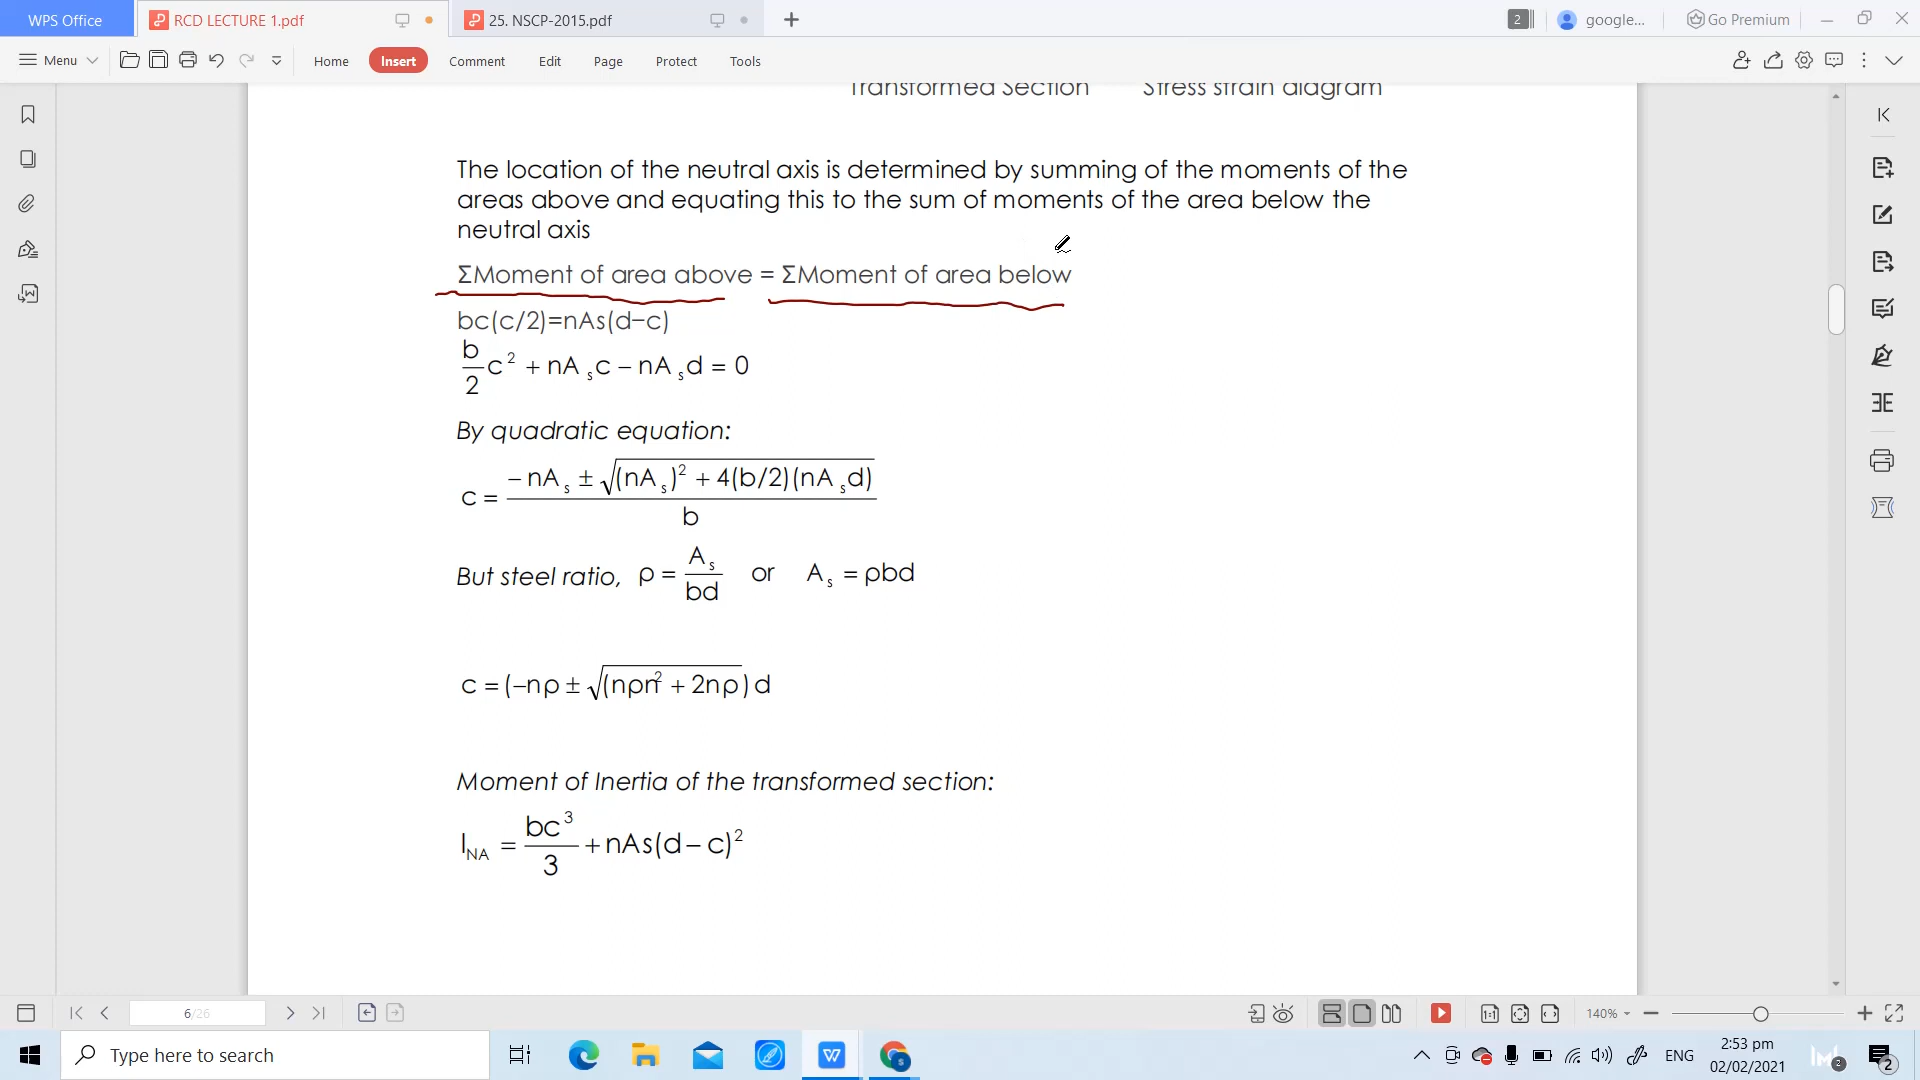 WPS Office
RCD LECTURE 1.pdf
25. NSCP-2015.pdf
2
google...
Go Premium
Menu
Home
Insert
Comment
Edit
Page
Protect
Tools
Transformed Section
Stress strain diagram
The location of the neutral axis is determined by summing of the moments of the
areas above and equating this to the sum of moments of the area below the
neutral axis
ΣMoment of area above = ΣMoment of area below
bc(c/2)=nAs(d−c)
b/2 c² + nA_s c − nA_s d = 0
By quadratic equation:
c = (− nA_s ± √((nA_s)² + 4(b/2)(nA_s d))) / b
But steel ratio, ρ = A_s / bd or A_s = ρbd
c = (−nρ ± √(nρn² + 2nρ) d
Moment of Inertia of the transformed section:
I_NA = bc³ / 3 + nAs(d − c)²
6/26
1:1
140%
Type here to search
ENG
2:53 pm
02/02/2021
2
2